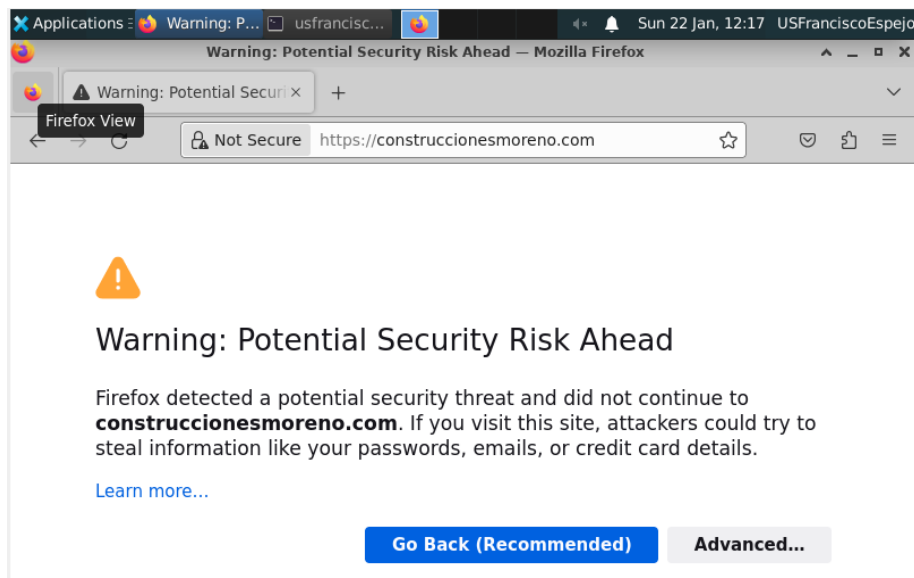 Applications Warning: P... usfrancisc... Sun 22 Jan, 12:17 USFranciscoEspejo
Warning: Potential Security Risk Ahead — Mozilla Firefox
Warning: Potential Securi
Firefox View
Not Secure https://construccionesmoreno.com
Warning: Potential Security Risk Ahead
Firefox detected a potential security threat and did not continue to
construccionesmoreno.com. If you visit this site, attackers could try to
steal information like your passwords, emails, or credit card details.
Learn more...
Go Back (Recommended) Advanced...